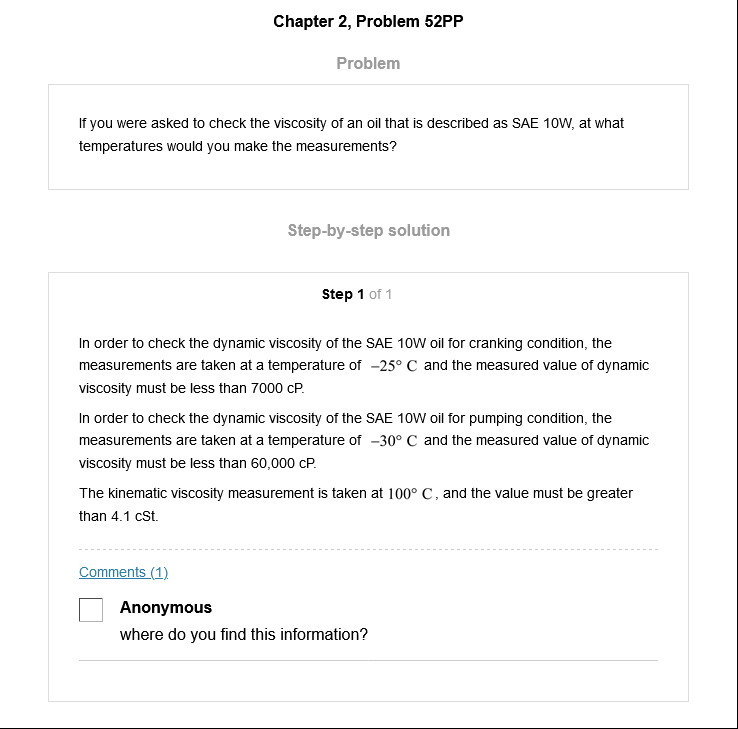 Chapter 2, Problem 52PP
Problem
If you were asked to check the viscosity of an oil that is described as SAE 10W, at what
temperatures would you make the measurements?
Step-by-step solution
Step 1 of 1
In order to check the dynamic viscosity of the SAE 10W oil for cranking condition, the
measurements are taken at a temperature of −25° C and the measured value of dynamic
viscosity must be less than 7000 cP.
In order to check the dynamic viscosity of the SAE 10W oil for pumping condition, the
measurements are taken at a temperature of −30° C and the measured value of dynamic
viscosity must be less than 60,000 cP.
The kinematic viscosity measurement is taken at 100° C, and the value must be greater
than 4.1 cSt.
Comments (1)
Anonymous
where do you find this information?